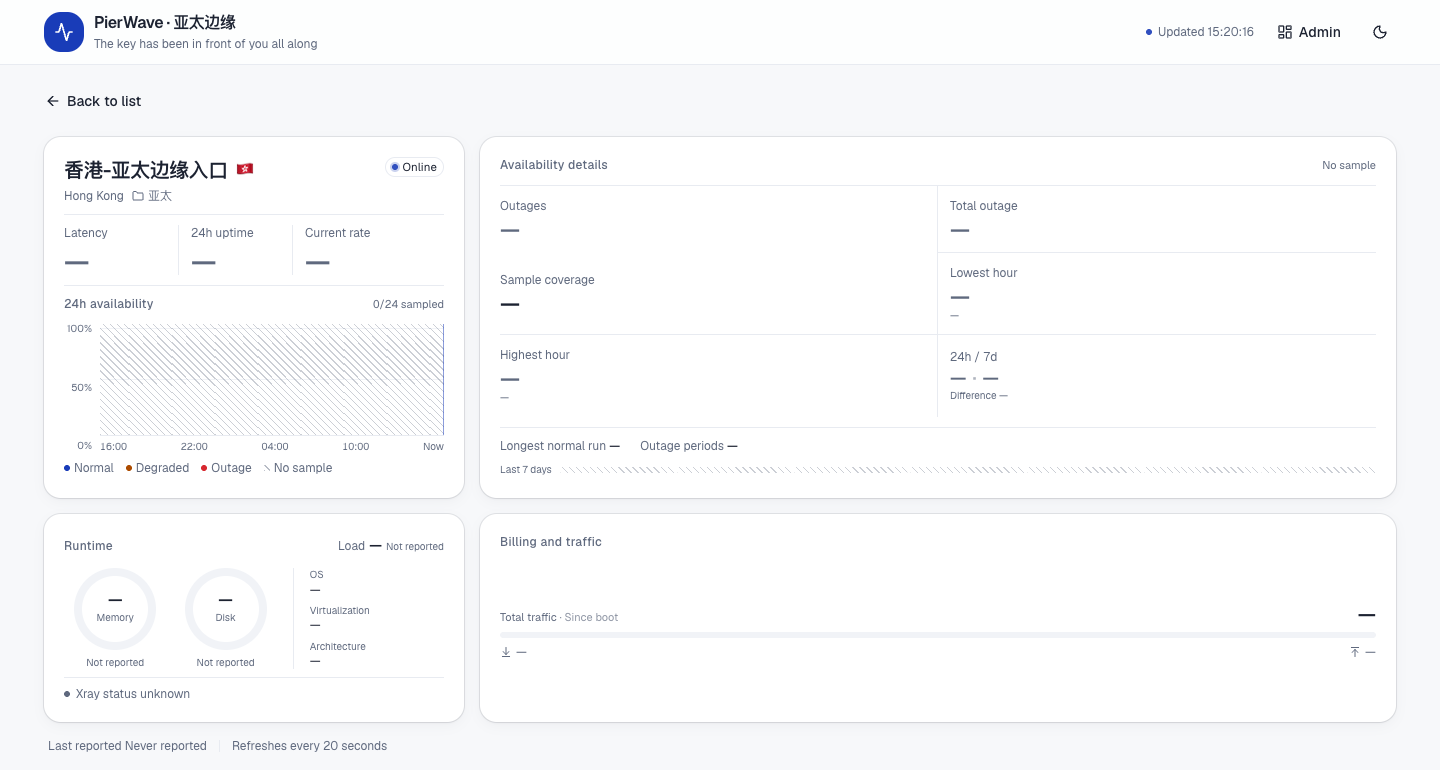 PierWave · 亚太边缘
The key has been in front of you all along
Updated 15:20:16
Admin
Back to list
香港-亚太边缘入口
Online
Hong Kong 亚太
Latency
—
24h uptime
—
Current rate
—
24h availability
0/24 sampled
100%
50%
0%
16:00 22:00 04:00 10:00 Now
Normal Degraded Outage No sample
Availability details
No sample
Outages
—
Total outage
—
Sample coverage
—
Lowest hour
—
—
Highest hour
—
—
24h / 7d
— · —
Difference —
Longest normal run — Outage periods —
Last 7 days
Runtime
Load — Not reported
—
Memory
Not reported
—
Disk
Not reported
OS
—
Virtualization
—
Architecture
—
Xray status unknown
Billing and traffic
Total traffic · Since boot
—
—
—
Last reported Never reported
Refreshes every 20 seconds